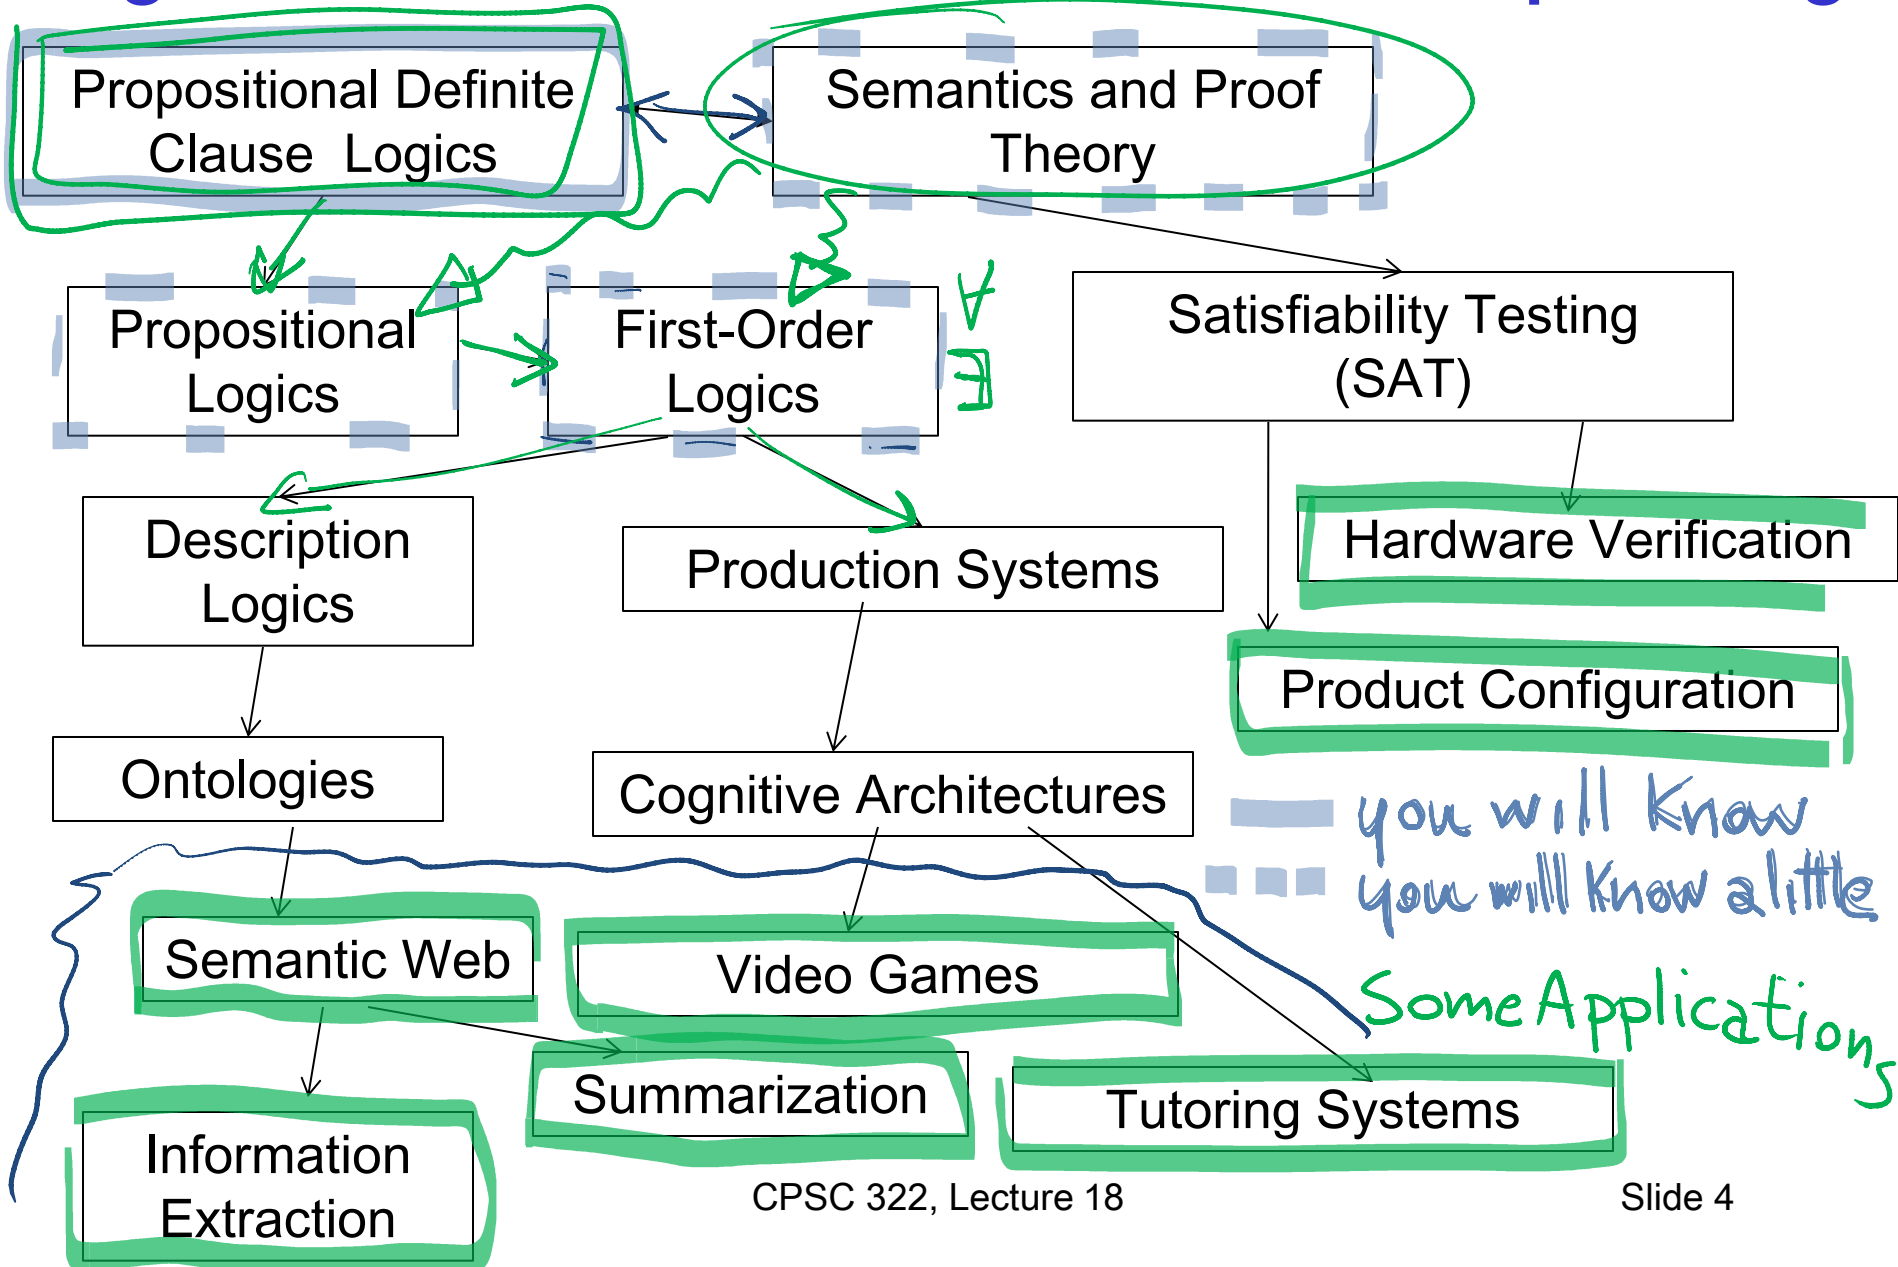 Propositional Definite
Clause Logics
Semantics and Proof
Theory
Propositional
Logics
First-Order
Logics
∀
∃
Satisfiability Testing
(SAT)
Description
Logics
Production Systems
Hardware Verification
Product Configuration
Ontologies
Cognitive Architectures
you will know
you will know a little
Semantic Web
Video Games
Some Applications
Summarization
Tutoring Systems
Information
Extraction
CPSC 322, Lecture 18
Slide 4